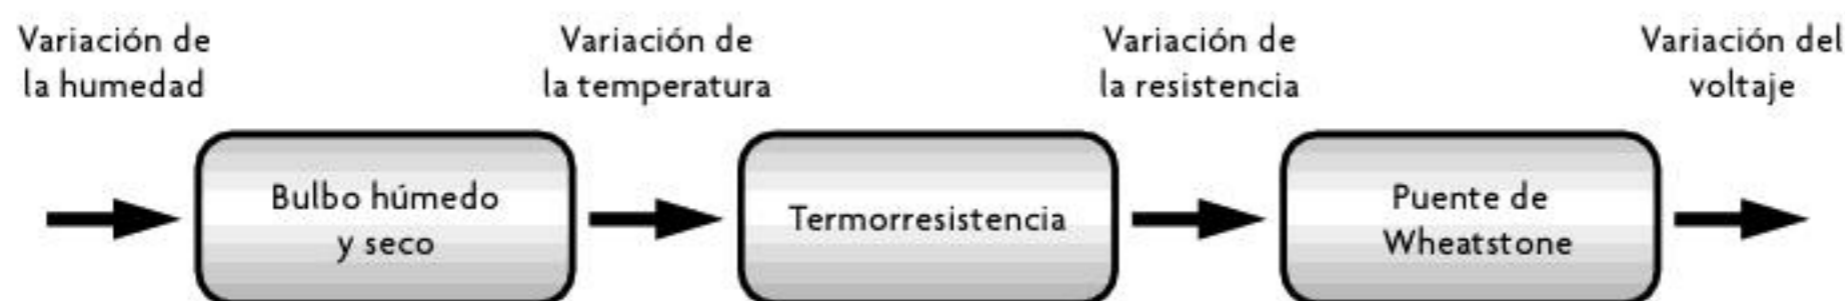 Variación de
la humedad
Variación de
la temperatura
Variación de
la resistencia
Variación del
voltaje
Bulbo húmedo
y seco
Termorresistencia
Puente de
Wheatstone